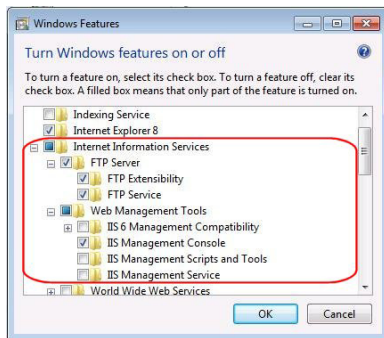 Windows Features
Turn Windows features on or off
To turn a feature on, select its check box. To turn a feature off, clear its
check box. A filled box means that only part of the feature is turned on.
Indexing Service
Internet Explorer 8
Internet Information Services
FTP Server
FTP Extensibility
FTP Service
Web Management Tools
IIS 6 Management Compatibility
IIS Management Console
IIS Management Scripts and Tools
IIS Management Service
World Wide Web Services
OK Cancel